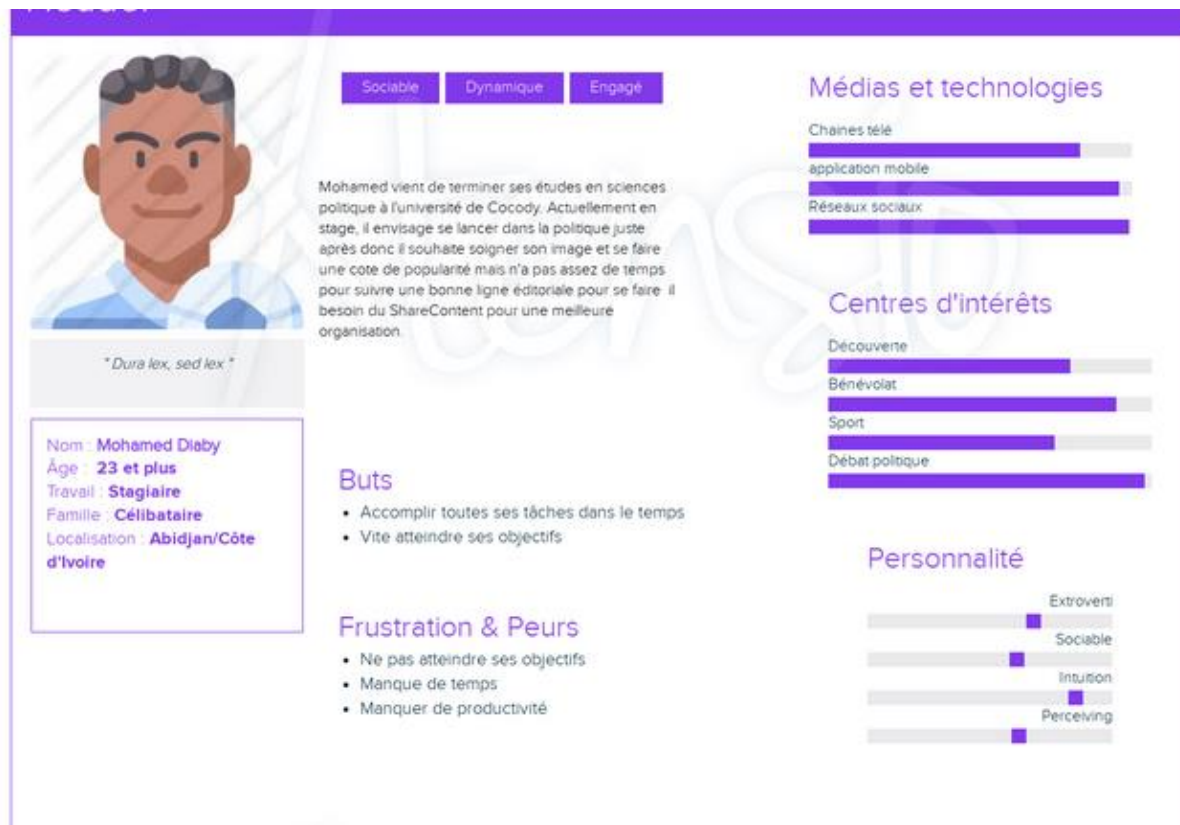 Header
Sociable
Dynamique
Engagé
Mohamed vient de terminer ses études en sciences
politique à l'université de Cocody. Actuellement en
stage, il envisage se lancer dans la politique juste
après donc il souhaite soigner son image et se faire
une cote de popularité mais n'a pas assez de temps
pour suivre une bonne ligne éditoriale pour se faire il
besoin du ShareContent pour une meilleure
organisation.
" Dura lex, sed lex "
Nom : Mohamed Diaby
Âge : 23 et plus
Travail : Stagiaire
Famille : Célibataire
Localisation : Abidjan/Côte
d'Ivoire
Buts
• Accomplir toutes ses tâches dans le temps
• Vite atteindre ses objectifs
Frustration & Peurs
• Ne pas atteindre ses objectifs
• Manque de temps
• Manquer de productivité
Médias et technologies
Chaines télé
application mobile
Réseaux sociaux
Centres d'intérêts
Découverte
Bénévolat
Sport
Débat politique
Personnalité
Extroverti
Sociable
Intuition
Perceiving
Xtensio